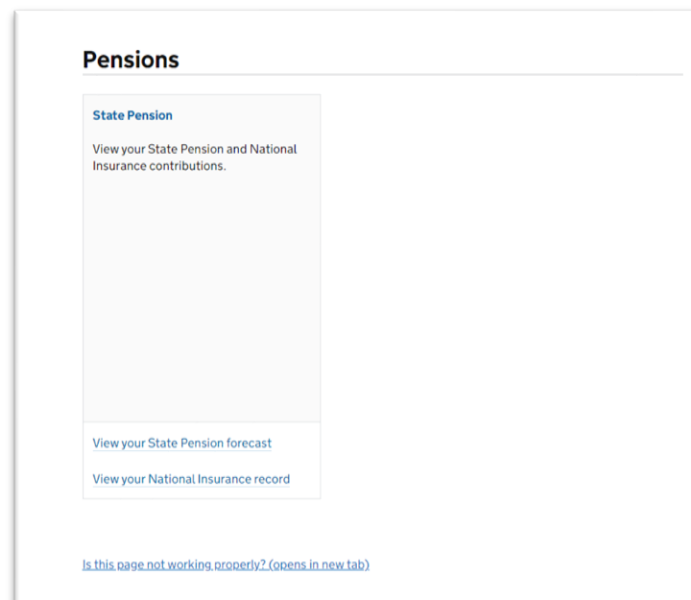 Pensions
State Pension
View your State Pension and National
Insurance contributions.
View your State Pension forecast
View your National Insurance record
Is this page not working properly? (opens in new tab)